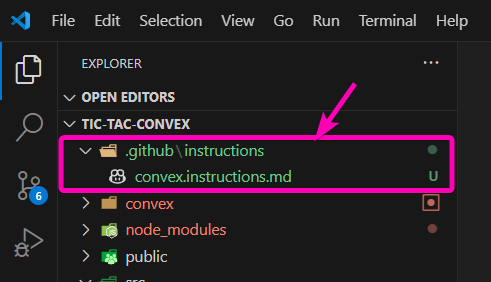 File Edit Selection View Go Run Terminal Help
EXPLORER ...
OPEN EDITORS
TIC-TAC-CONVEX
.github\instructions
convex.instructions.md U
convex
6
node_modules
public
src